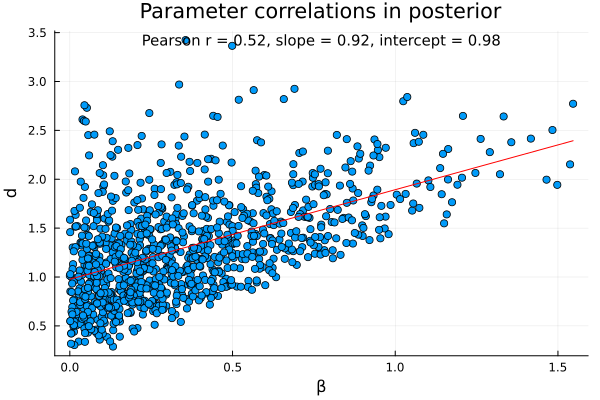 Parameter correlations in posterior
Pearson r = 0.52, slope = 0.92, intercept = 0.98
3.5
3.0
2.5
2.0
1.5
1.0
0.5
d
0.0 0.5 1.0 1.5
β